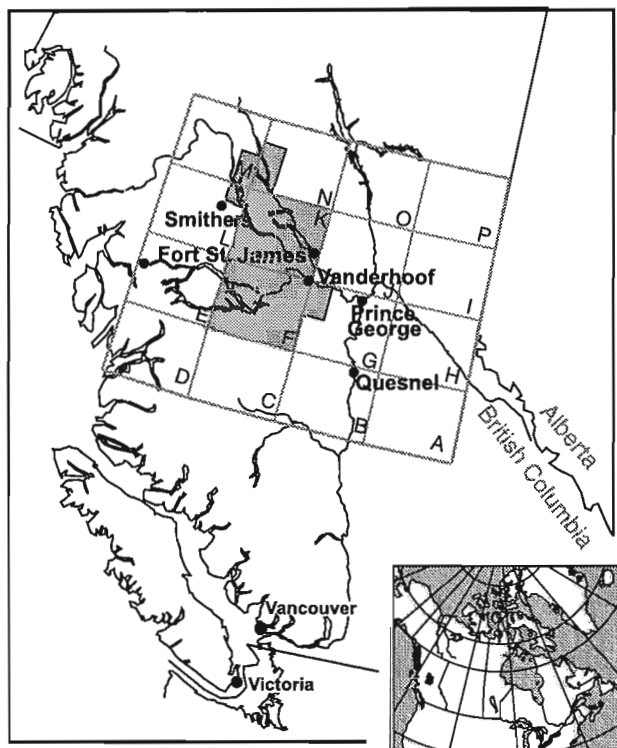 M
N
O
P
Smithers
K
L
Fort St. James
Vanderhoof
J
I
Prince
George
E
F
G
H
Quesnel
D
C
B
A
Alberta
British Columbia
Vancouver
Victoria